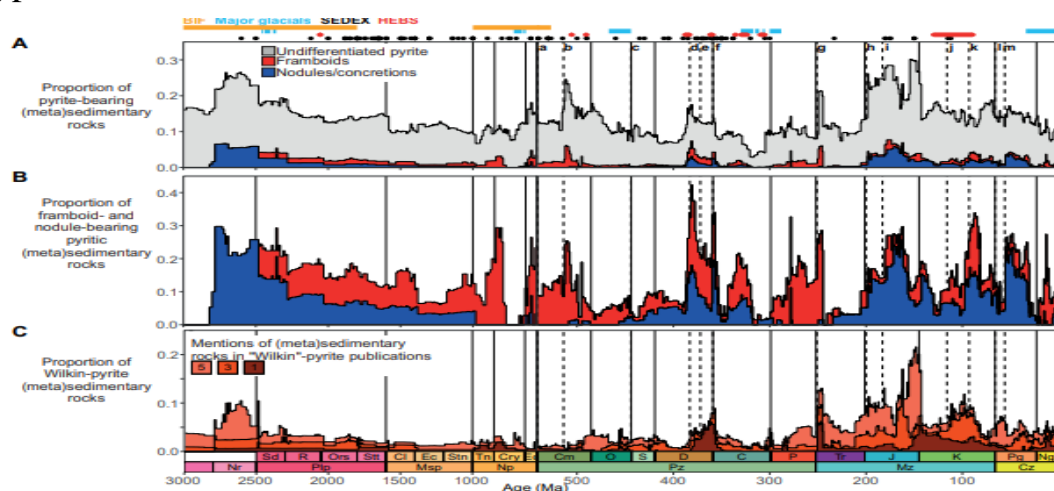 BIF Major glacials SEDEX HEBS
A
a b c d e f g h i j k l m
Undifferentiated pyrite
Framboids
Nodules/concretions
Proportion of
pyrite-bearing
(meta)sedimentary
rocks
0.3
0.2
0.1
0.0
B
Proportion of
framboid- and
nodule-bearing
pyritic
(meta)sedimentary
rocks
0.4
0.3
0.2
0.1
0.0
C
Mentions of (meta)sedimentary
rocks in "Wilkin"-pyrite publications
5 3 1
Proportion of
Wilkin-pyrite
(meta)sedimentary
rocks
0.2
0.1
0.0
Sd R Ors Stt Cl Ec Stn Tn Cry Cm O S D C P Tr J K Pg Ng
Nr Plp Msp Np Pz Mz Cz
3000 2500 2000 1500 1000 500 400 300 200 100
Age (Ma)